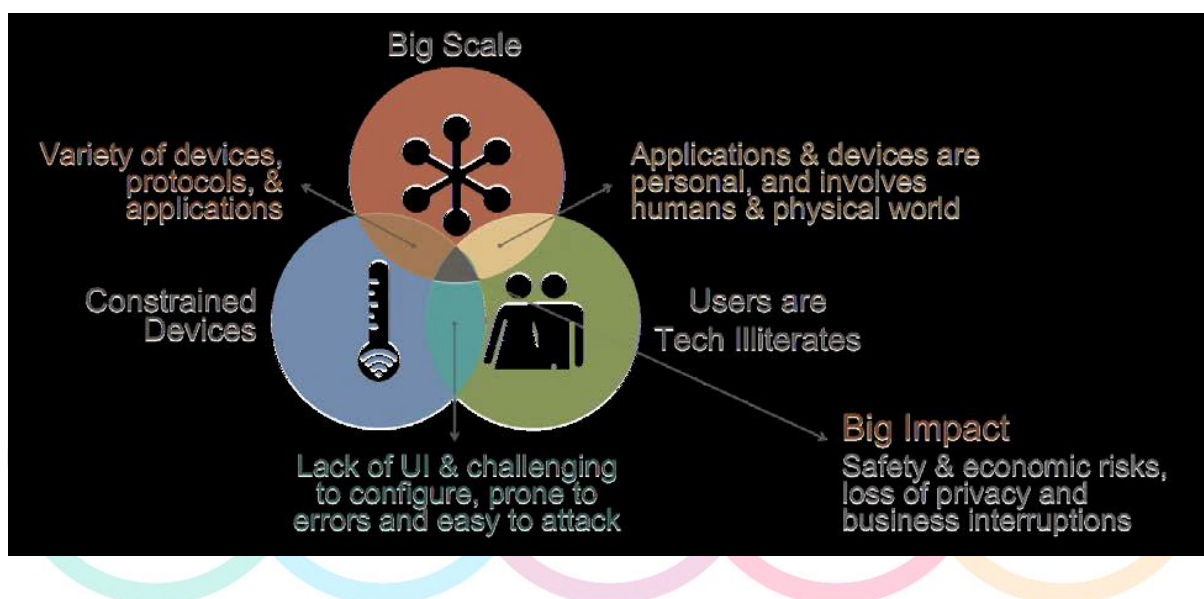 Big Scale
Variety of devices,
protocols, &
applications
Applications & devices are
personal, and involves
humans & physical world
Constrained
Devices
Users are
Tech Illiterates
Lack of UI & challenging
to configure, prone to
errors and easy to attack
Big Impact
Safety & economic risks,
loss of privacy and
business interruptions